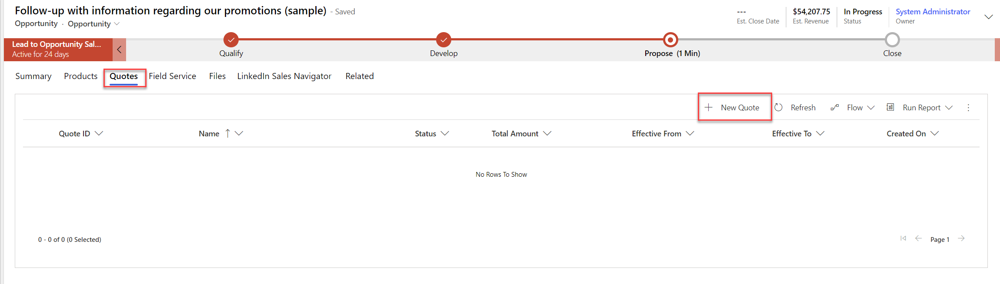 Follow-up with information regarding our promotions (sample) - Saved
Opportunity · Opportunity
---
Est. Close Date
$54,207.75
Est. Revenue
In Progress
Status
System Administrator
Owner
Lead to Opportunity Sal...
Active for 24 days
Qualify
Develop
Propose (1 Min)
Close
Summary Products Quotes Field Service Files LinkedIn Sales Navigator Related
New Quote Refresh Flow Run Report
Quote ID Name Status Total Amount Effective From Effective To Created On
No Rows To Show
0 - 0 of 0 (0 Selected)
Page 1